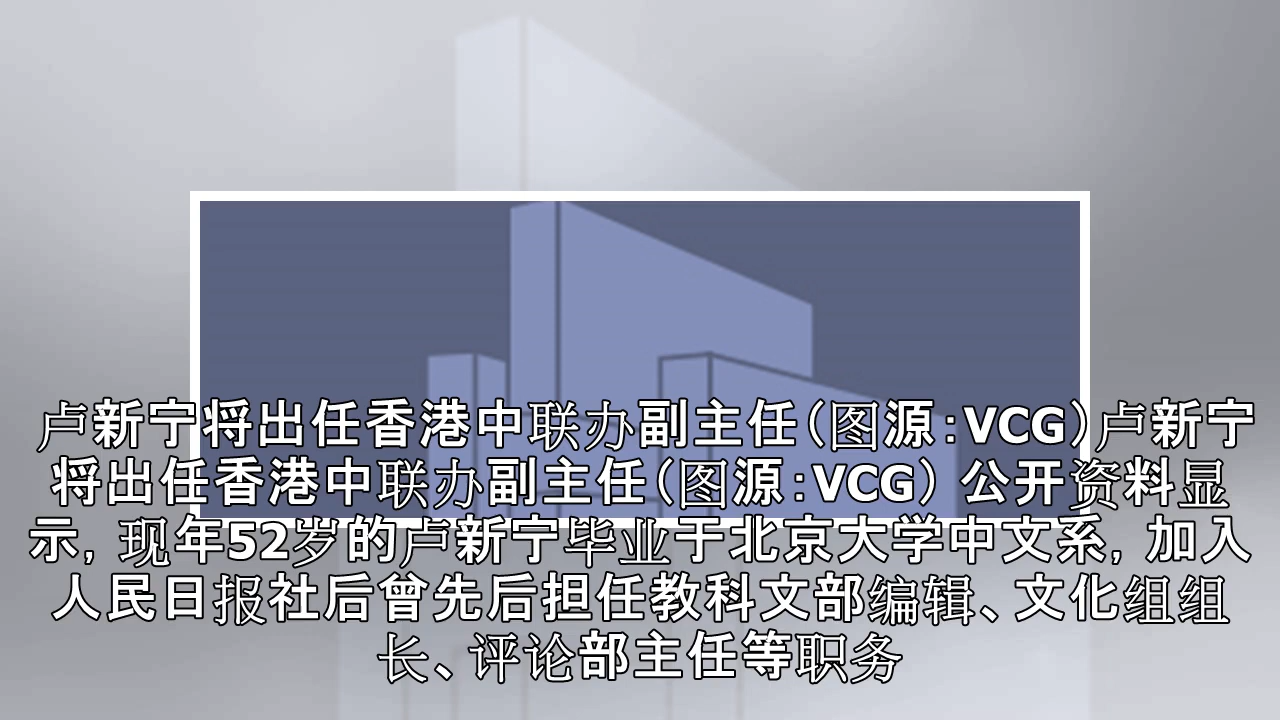 卢新宁将出任香港中联办副主任(图源:VCG)卢新宁
将出任香港中联办副主任(图源:VCG) 公开资料显
示, 现年52岁的卢新宁毕业于北京大学中文系, 加入
人民日报社后曾先后担任教科文部编辑、文化组组
长、评论部主任等职务